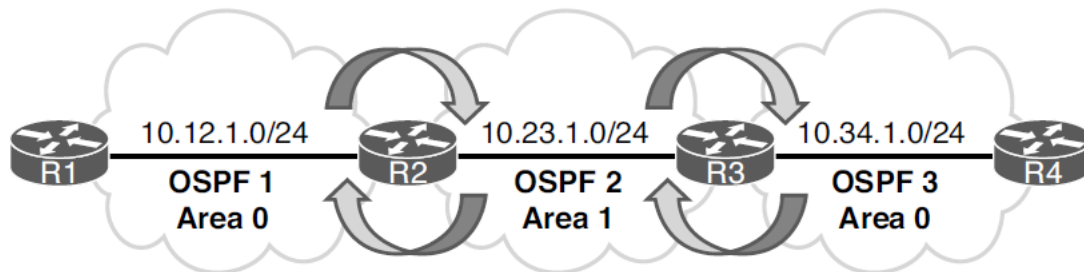 10.12.1.0/24
10.23.1.0/24
10.34.1.0/24
R1
R2
R3
R4
OSPF 1
Area 0
OSPF 2
Area 1
OSPF 3
Area 0